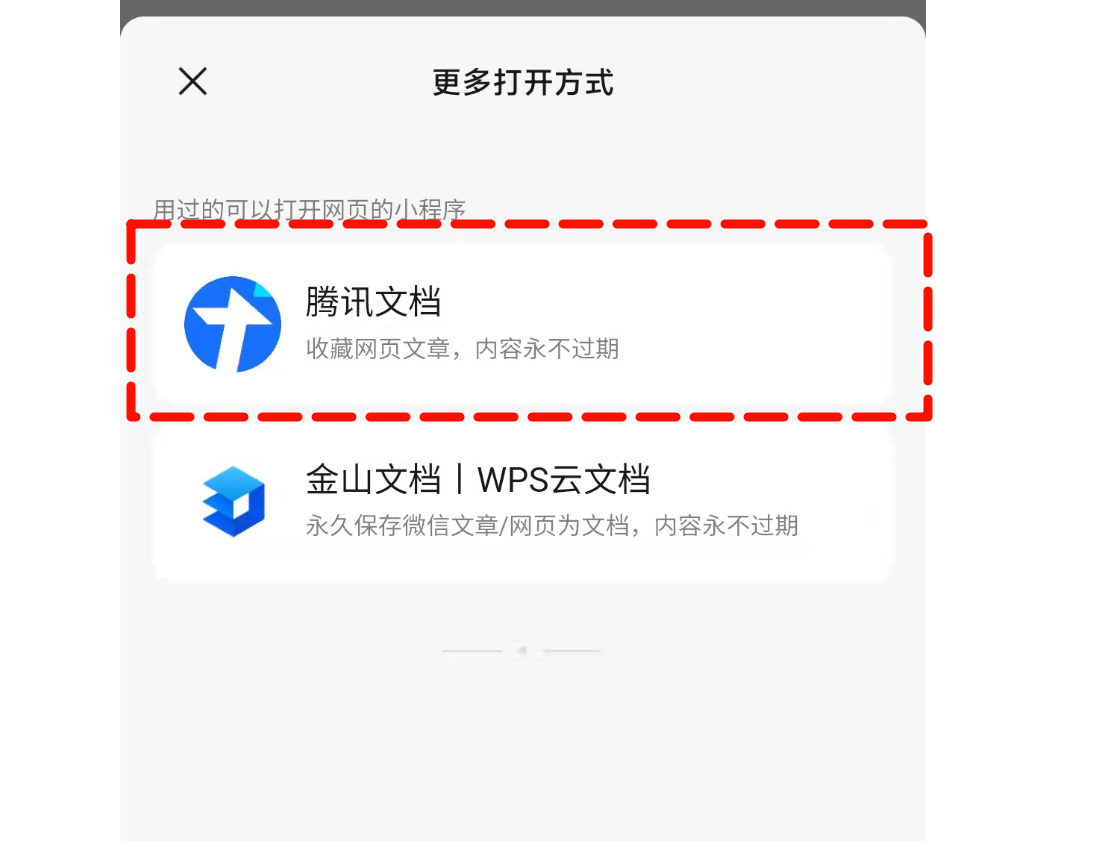 更多打开方式
用过的可以打开网页的小程序
腾讯文档
收藏网页文章，内容永不过期
金山文档丨WPS云文档
永久保存微信文章/网页为文档，内容永不过期